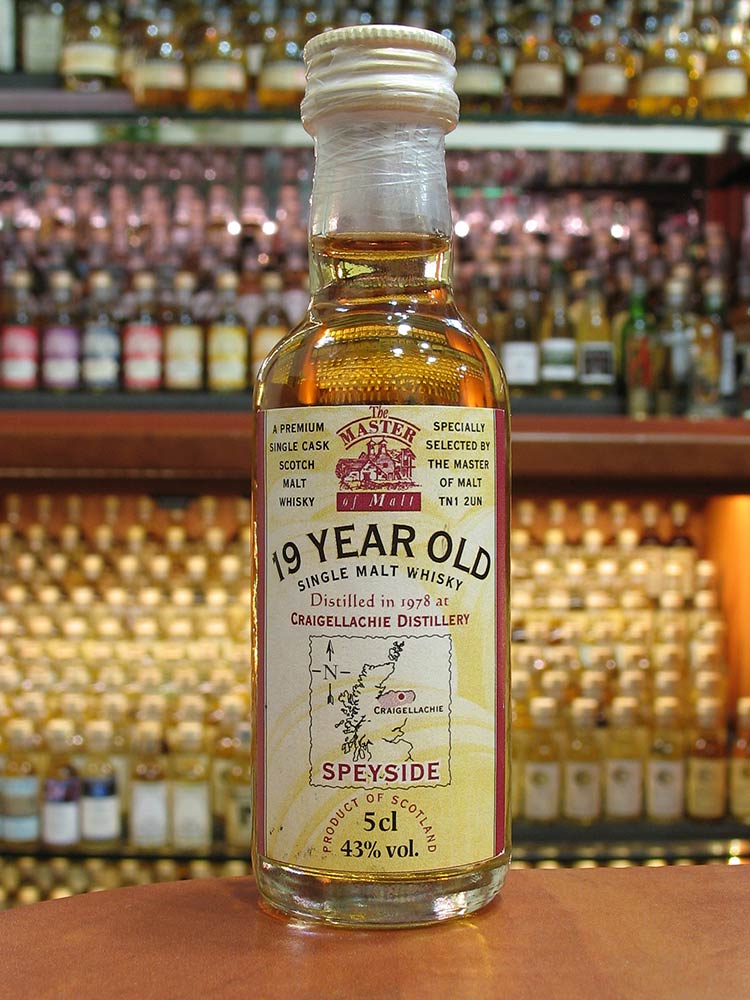 A PREMIUM
SINGLE CASK
SCOTCH
MALT
WHISKY
The
MASTER
of Malt
SPECIALLY
SELECTED BY
THE MASTER
OF MALT
TN1 2UN
19 YEAR OLD
SINGLE MALT WHISKY
Distilled in 1978 at
CRAIGELLACHIE DISTILLERY
N
CRAIGELLACHIE
SPEYSIDE
PRODUCT OF SCOTLAND
5cl
43% vol.